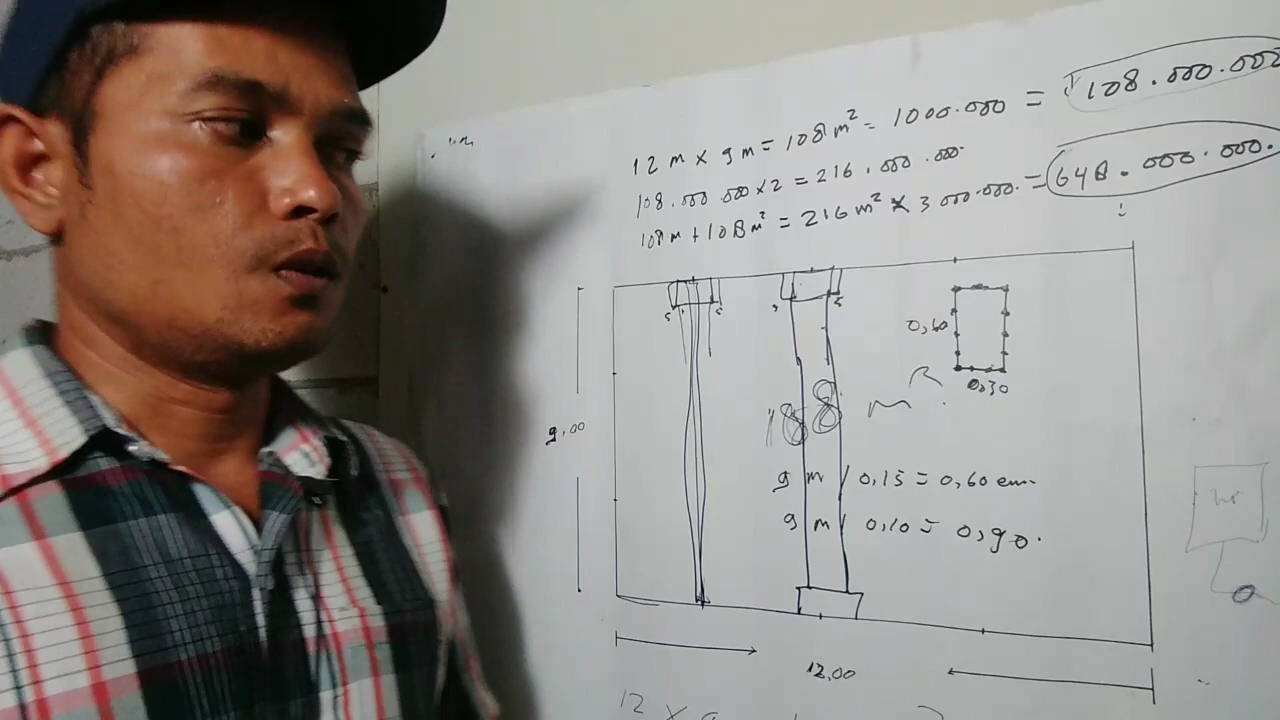 12 m x 9 m = 108 m² = 1000.000 = 108.000.000
108.000.000 x 2 = 216.000.000
108 m + 108 m² = 216 m² x 3 000.000. = 648.000.000.
0,60
0,30
9,00
9 m / 0,15 = 0,60 cm.
9 m / 0,10 = 0,90.
12,00
12 x